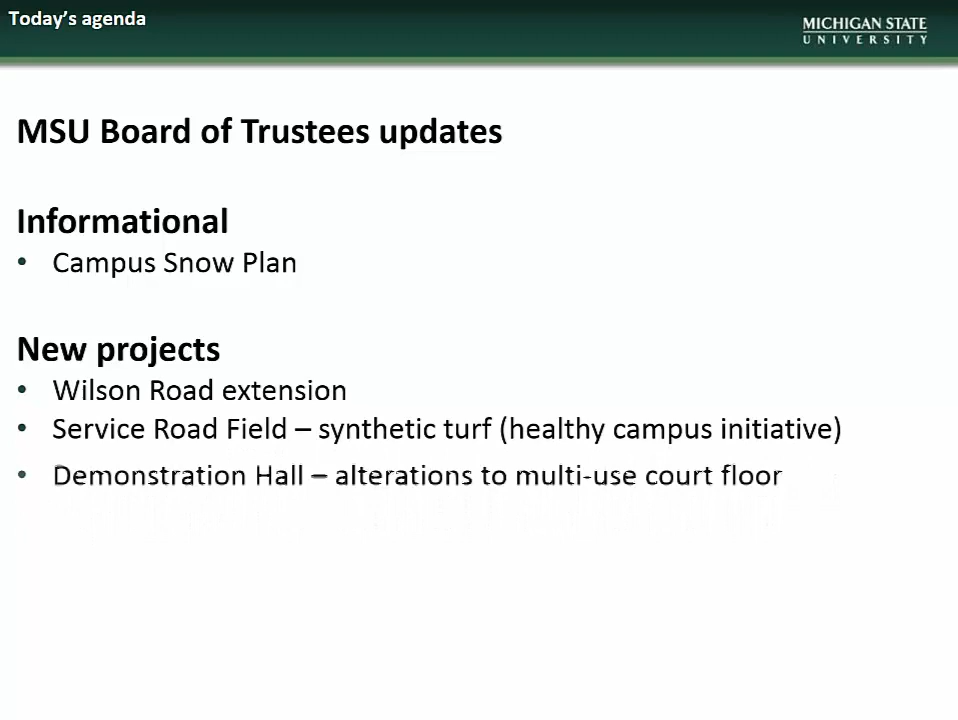 Today's agenda
MICHIGAN STATE
UNIVERSITY
MSU Board of Trustees updates
Informational
• Campus Snow Plan
New projects
• Wilson Road extension
• Service Road Field – synthetic turf (healthy campus initiative)
• Demonstration Hall – alterations to multi-use court floor